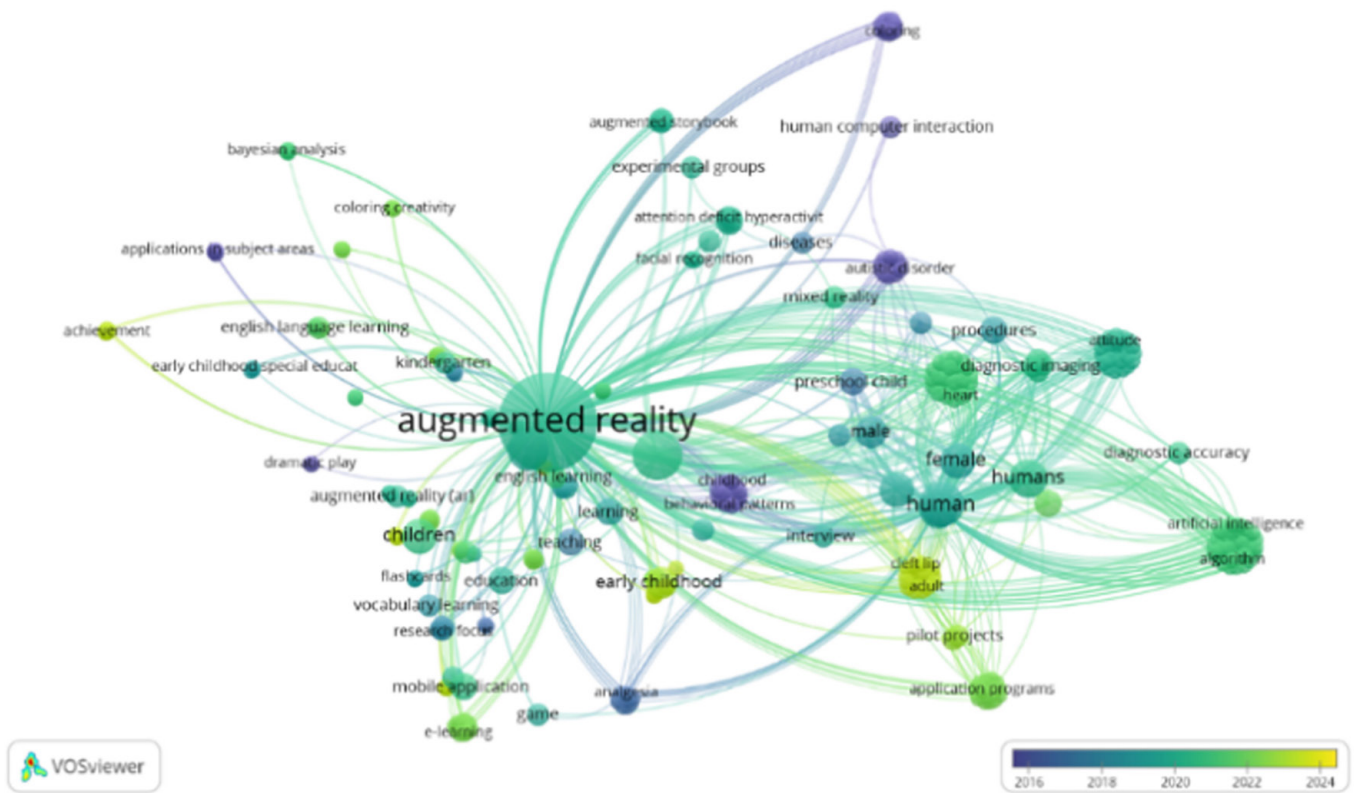 coloring
augmented storybook
human computer interaction
bayesian analysis
experimental groups
coloring creativity
attention deficit hyperactivit
applications in subject areas
diseases
facial recognition
autistic disorder
mixed reality
achievement
english language learning
procedures
attitude
early childhood special educat
kindergarten
diagnostic imaging
preschool child
heart
augmented reality
male
diagnostic accuracy
dramatic play
female
english learning
childhood
humans
augmented reality (ar)
behavioral patterns
human
learning
artificial intelligence
children
teaching
interview
algorithm
cleft lip
flashcards
education
early childhood
adult
vocabulary learning
research focus
pilot projects
mobile application
analgesia
application programs
game
e-learning
VOSviewer
2016 2018 2020 2022 2024